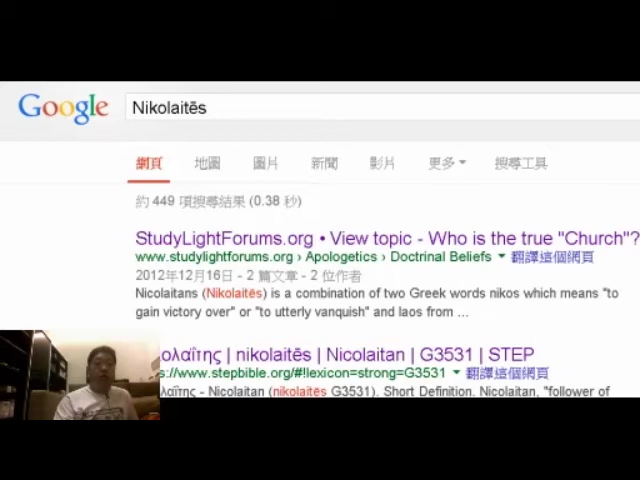 Google
Nikolaitēs
網頁 地圖 圖片 新聞 影片 更多 搜尋工具
約 449 項搜尋結果 (0.38 秒)
StudyLightForums.org • View topic - Who is the true "Church"?
www.studylightforums.org › Apologetics › Doctrinal Beliefs 翻譯這個網頁
2012年12月16日 - 2 篇文章 - 2 位作者
Nicolaitans (Nikolaitēs) is a combination of two Greek words nikos which means "to
gain victory over" or "to utterly vanquish" and laos from ...
ολαΐτης | nikolaitēs | Nicolaitan | G3531 | STEP
s://www.stepbible.org/#!lexicon=strong=G3531 翻譯這個網頁
λαΐτης - Nicolaitan (nikolaitēs G3531). Short Definition. Nicolaitan, "follower of